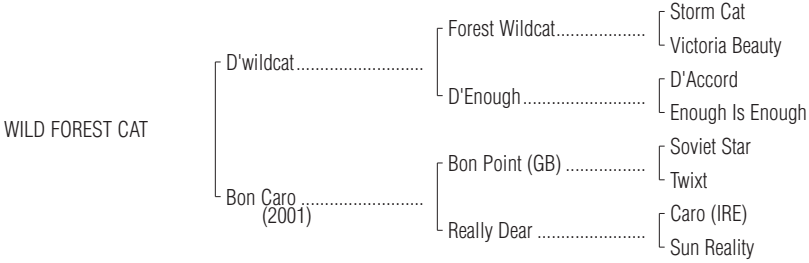 Storm Cat
Forest Wildcat....................
Victoria Beauty
D'wildcat...........................
D'Accord
D'Enough..........................
Enough Is Enough
WILD FOREST CAT
Soviet Star
Bon Point (GB) .................
Twixt
Bon Caro ..........................
(2001)
Caro (IRE)
Really Dear .......................
Sun Reality